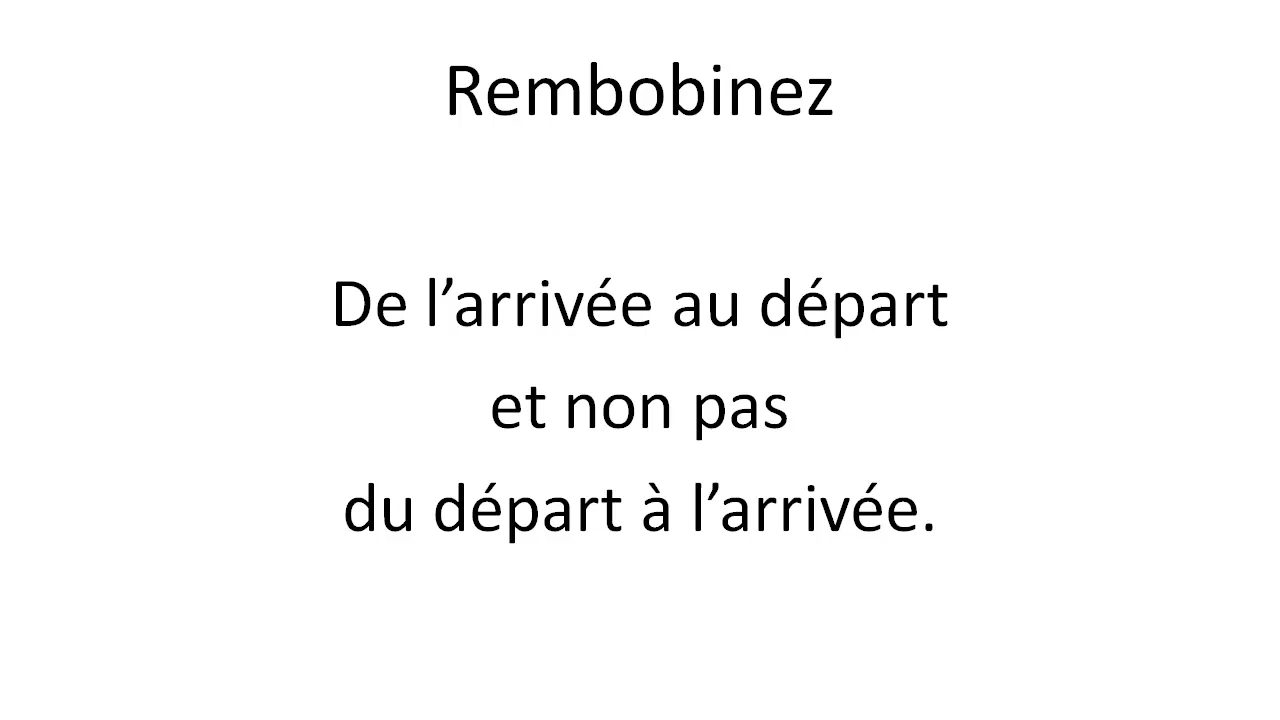 Rembobinez
De l’arrivée au départ
et non pas
du départ à l’arrivée.